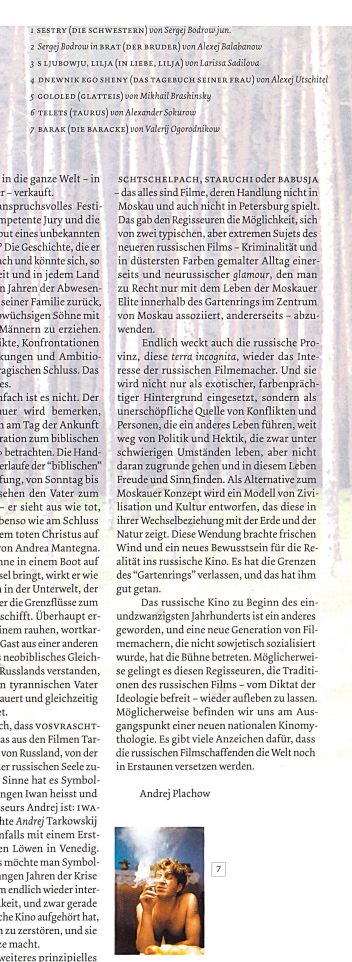 1 SESTRY (DIE SCHWESTERN) von Sergej Bodrow jun.
2 Sergej Bodrow in BRAT (DER BRUDER) von Alexej Balabanow
3 S LJUBOWJU, LILJA (IN LIEBE, LILJA) von Larissa Sadilova
4 DNEWNIK EGO SHENY (DAS TAGEBUCH SEINER FRAU) von Alexej Utschitel
5 GOLOLED (GLATTEIS) von Mikhail Brashinsky
6 TELETS (TAURUS) von Alexander Sokurow
7 BARAK (DIE BARACKE) von Valerij Ogorodnikow
in die ganze Welt – in
r – verkauft.
anspruchsvolles Festi-
mpetente Jury und die
but eines unbekannten
? Die Geschichte, die er
ach und könnte sich, so
eit und in jedem Land
n Jahren der Abwesen-
seiner Familie zurück,
bwüchsigen Söhne mit
Männern zu erziehen.
ikte, Konfrontationen
kungen und Ambitio-
ragischen Schluss. Das
es.
nfach ist es nicht. Der
auer wird bemerken,
n am Tag der Ankunft
ration zum biblischen
» betrachten. Die Hand-
erlaufe der "biblischen"
fung, von Sonntag bis
sehen den Vater zum
– er sieht aus wie tot,
benso wie am Schluss
em toten Christus auf
von Andrea Mantegna.
hne in einem Boot auf
sel bringt, wirkt er wie
n in der Unterwelt, der
er die Grenzflüsse zum
schifft. Überhaupt er-
inem rauhen, wortkar-
Gast aus einer anderen
s neobiblisches Gleich-
Russlands verstanden,
n tyrannischen Vater
auert und gleichzeitig
et.
ch, dass VOSVRASCHT-
as aus den Filmen Tar-
von Russland, von der
er russischen Seele zu-
Sinne hat es Symbol-
ngen Iwan heisst und
seurs Andrej ist: IWA-
chte Andrej Tarkowskij
nfalls mit einem Erst-
en Löwen in Venedig.
s möchte man Symbol-
angen Jahren der Krise
m endlich wieder inter-
hkeit, und zwar gerade
che Kino aufgehört hat,
n zu zerstören, und sie
ze macht.
weiteres prinzipielles
SCHTSCHELPACH, STARUCHI oder BABUSJA
– das alles sind Filme, deren Handlung nicht in
Moskau und auch nicht in Petersburg spielt.
Das gab den Regisseuren die Möglichkeit, sich
von zwei typischen, aber extremen Sujets des
neueren russischen Films – Kriminalität und
in düstersten Farben gemalter Alltag einer-
seits und neurussischer glamour, den man
zu Recht nur mit dem Leben der Moskauer
Elite innerhalb des Gartenrings im Zentrum
von Moskau assoziiert, andererseits – abzu-
wenden.
Endlich weckt auch die russische Pro-
vinz, diese terra incognita, wieder das Inte-
resse der russischen Filmemacher. Und sie
wird nicht nur als exotischer, farbenpräch-
tiger Hintergrund eingesetzt, sondern als
unerschöpfliche Quelle von Konflikten und
Personen, die ein anderes Leben führen, weit
weg von Politik und Hektik, die zwar unter
schwierigen Umständen leben, aber nicht
daran zugrunde gehen und in diesem Leben
Freude und Sinn finden. Als Alternative zum
Moskauer Konzept wird ein Modell von Zivi-
lisation und Kultur entworfen, das diese in
ihrer Wechselbeziehung mit der Erde und der
Natur zeigt. Diese Wendung brachte frischen
Wind und ein neues Bewusstsein für die Re-
alität ins russische Kino. Es hat die Grenzen
des "Gartenrings" verlassen, und das hat ihm
gut getan.
Das russische Kino zu Beginn des ein-
undzwanzigsten Jahrhunderts ist ein anderes
geworden, und eine neue Generation von Fil-
memachern, die nicht sowjetisch sozialisiert
wurde, hat die Bühne betreten. Möglicherwei-
se gelingt es diesen Regisseuren, die Traditi-
onen des russischen Films – vom Diktat der
Ideologie befreit – wieder aufleben zu lassen.
Möglicherweise befinden wir uns am Aus-
gangspunkt einer neuen nationalen Kinomy-
thologie. Es gibt viele Anzeichen dafür, dass
die russischen Filmschaffenden die Welt noch
in Erstaunen versetzen werden.
Andrej Plachow
7